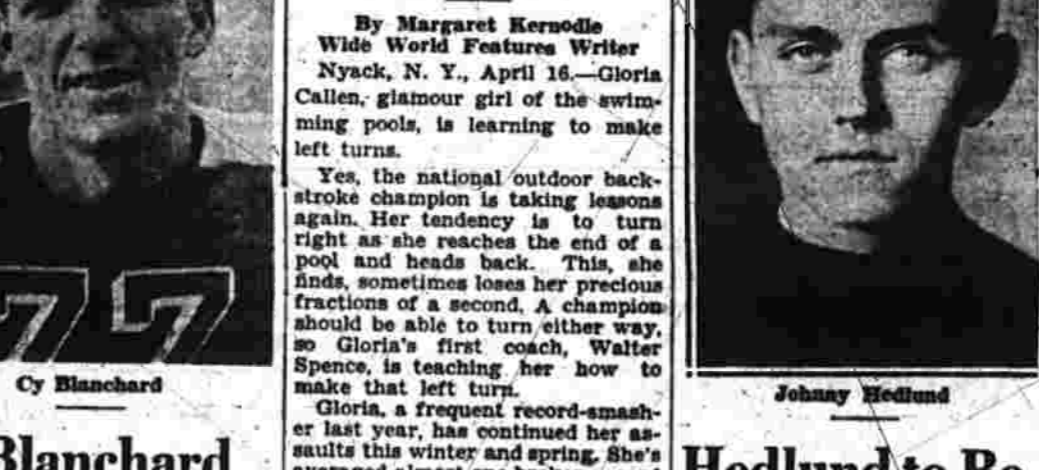 77
Cy Blanchard
Blanchard
By Margaret Kernodle
Wide World Features Writer
Nyack, N. Y., April 16.—Gloria
Callen, glamour girl of the swim-
ming pools, is learning to make
left turns.
Yes, the national outdoor back-
stroke champion is taking lessons
again. Her tendency is to turn
right as she reaches the end of a
pool and heads back. This, she
finds, sometimes loses her precious
fractions of a second. A champion
should be able to turn either way,
so Gloria's first coach, Walter
Spence, is teaching her how to
make that left turn.
Gloria, a frequent record-smash-
er last year, has continued her as-
saults this winter and spring. She's
Johnny Hedlund
Hedlund to